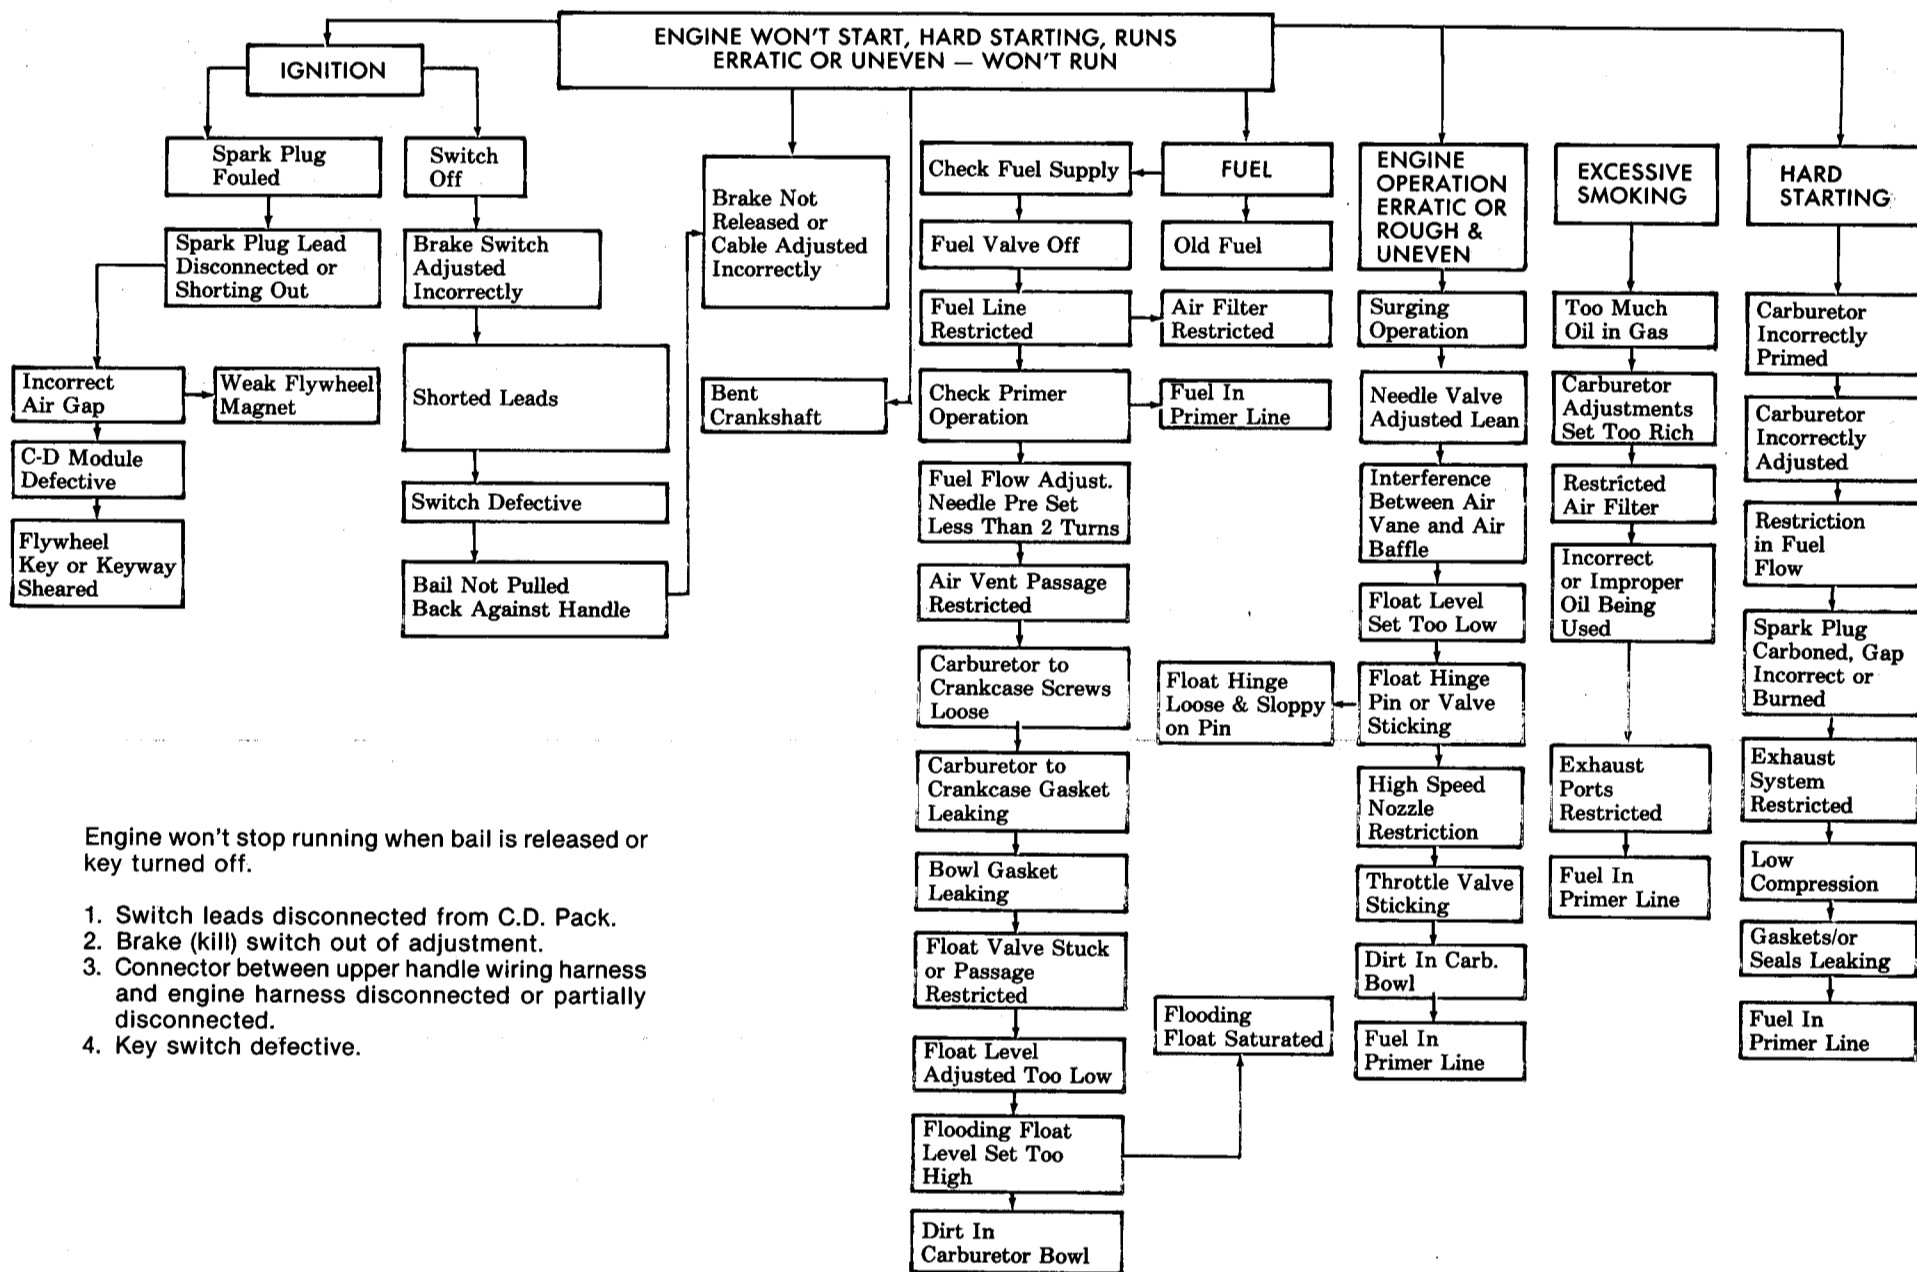 ENGINE WON'T START, HARD STARTING, RUNS
ERRATIC OR UNEVEN — WON'T RUN
IGNITION
Spark Plug
Fouled
Spark Plug Lead
Disconnected or
Shorting Out
Incorrect
Air Gap
Weak Flywheel
Magnet
C-D Module
Defective
Flywheel
Key or Keyway
Sheared
Switch
Off
Brake Switch
Adjusted
Incorrectly
Shorted Leads
Switch Defective
Bail Not Pulled
Back Against Handle
Brake Not
Released or
Cable Adjusted
Incorrectly
Bent
Crankshaft
FUEL
Check Fuel Supply
Old Fuel
Fuel Valve Off
Fuel Line
Restricted
Air Filter
Restricted
Check Primer
Operation
Fuel In
Primer Line
Fuel Flow Adjust.
Needle Pre Set
Less Than 2 Turns
Air Vent Passage
Restricted
Carburetor to
Crankcase Screws
Loose
Carburetor to
Crankcase Gasket
Leaking
Bowl Gasket
Leaking
Float Valve Stuck
or Passage
Restricted
Float Level
Adjusted Too Low
Flooding Float
Level Set Too
High
Flooding
Float Saturated
Dirt In
Carburetor Bowl
ENGINE
OPERATION
ERRATIC OR
ROUGH &
UNEVEN
Surging
Operation
Needle Valve
Adjusted Lean
Interference
Between Air
Vane and Air
Baffle
Float Level
Set Too Low
Float Hinge
Pin or Valve
Sticking
Float Hinge
Loose & Sloppy
on Pin
High Speed
Nozzle
Restriction
Throttle Valve
Sticking
Dirt In Carb.
Bowl
Fuel In
Primer Line
EXCESSIVE
SMOKING
Too Much
Oil in Gas
Carburetor
Adjustments
Set Too Rich
Restricted
Air Filter
Incorrect
or Improper
Oil Being
Used
Exhaust
Ports
Restricted
Fuel In
Primer Line
HARD
STARTING
Carburetor
Incorrectly
Primed
Carburetor
Incorrectly
Adjusted
Restriction
in Fuel
Flow
Spark Plug
Carboned, Gap
Incorrect or
Burned
Exhaust
System
Restricted
Low
Compression
Gaskets/or
Seals Leaking
Fuel In
Primer Line
Engine won't stop running when bail is released or
key turned off.
1. Switch leads disconnected from C.D. Pack.
2. Brake (kill) switch out of adjustment.
3. Connector between upper handle wiring harness
and engine harness disconnected or partially
disconnected.
4. Key switch defective.